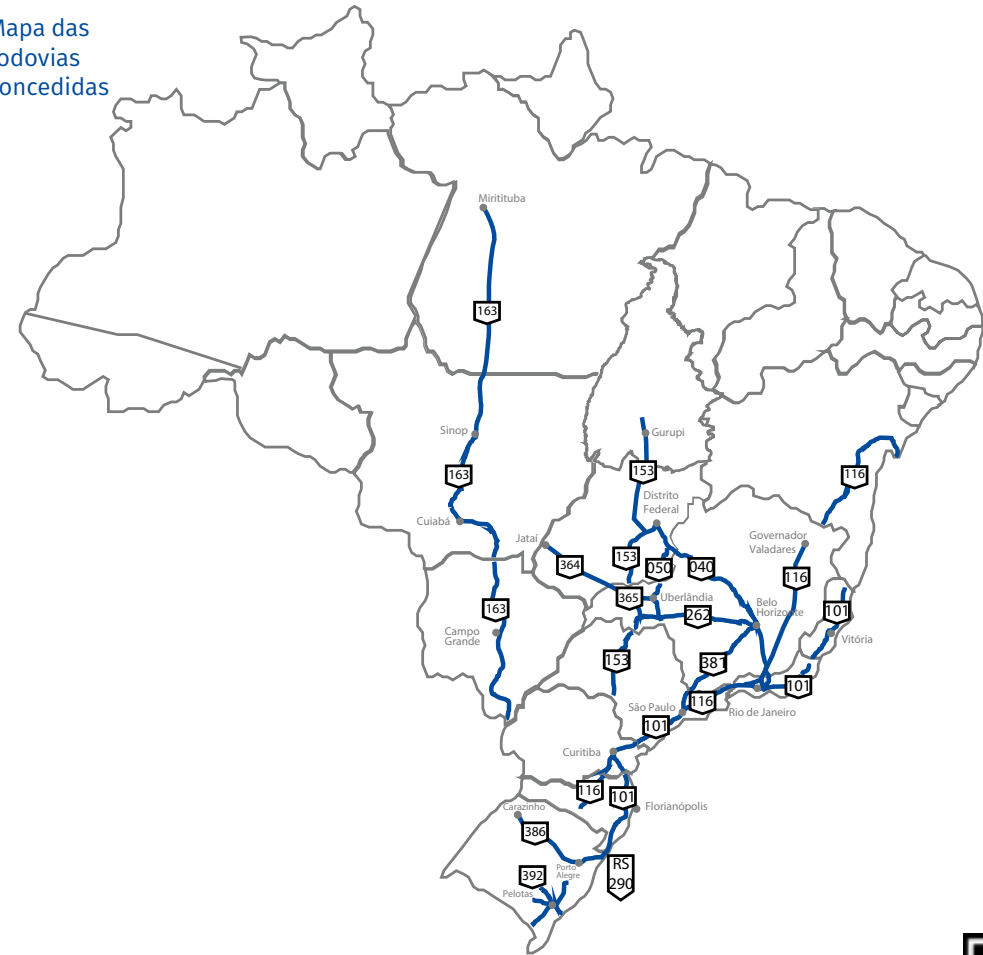 Mapa das
rodovias
concedidas
Miritituba
163
Sinop
Gurupi
153
163
116
Distrito
Federal
Cuiabá
Jataí
Governador
Valadares
153
364
050
040
116
365
Uberlândia
Belo
Horizonte
163
262
101
Campo
Grande
Vitória
153
381
101
116
São Paulo
Rio de Janeiro
101
Curitiba
116
101
Carazinho
Florianópolis
386
Porto
Alegre
RS
290
392
Pelotas